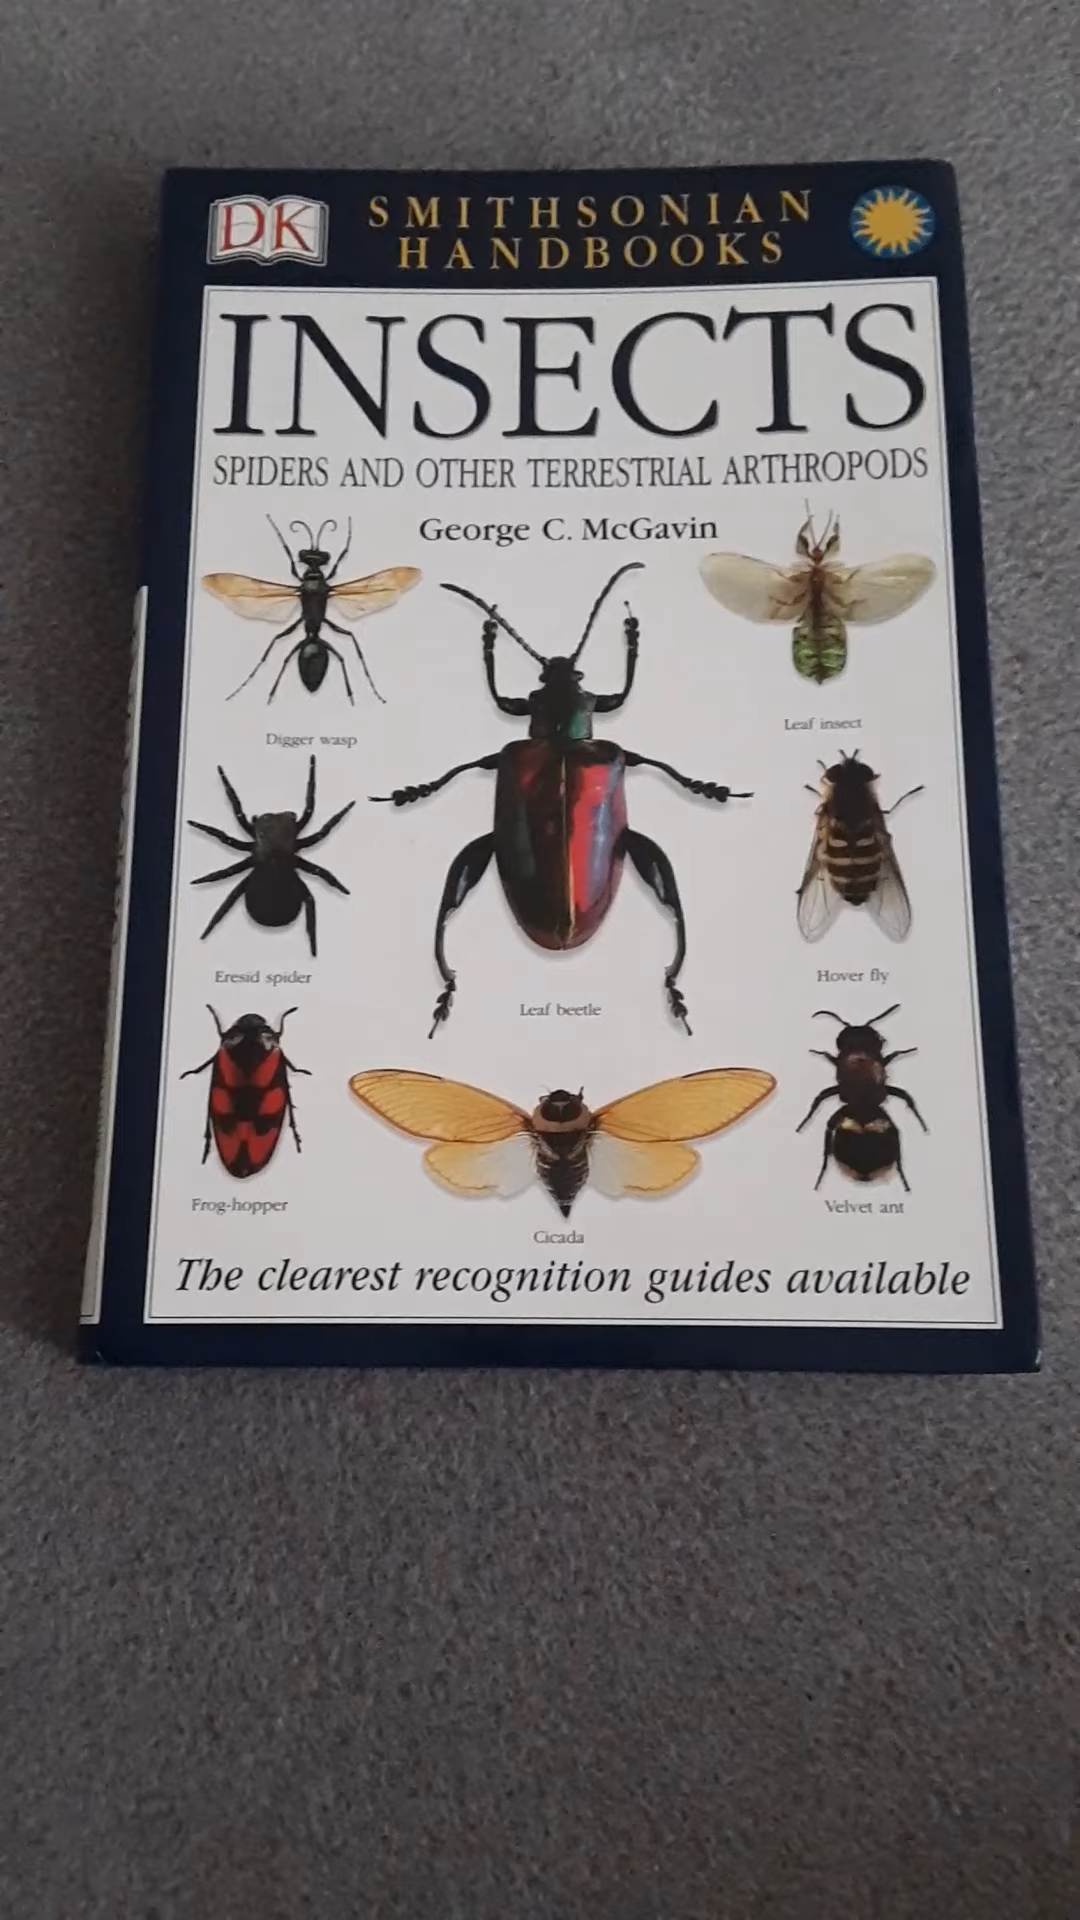 DK
SMITHSONIAN
HANDBOOKS
INSECTS
SPIDERS AND OTHER TERRESTRIAL ARTHROPODS
George C. McGavin
Digger wasp
Leaf insect
Eresid spider
Leaf beetle
Hover fly
Frog-hopper
Cicada
Velvet ant
The clearest recognition guides available